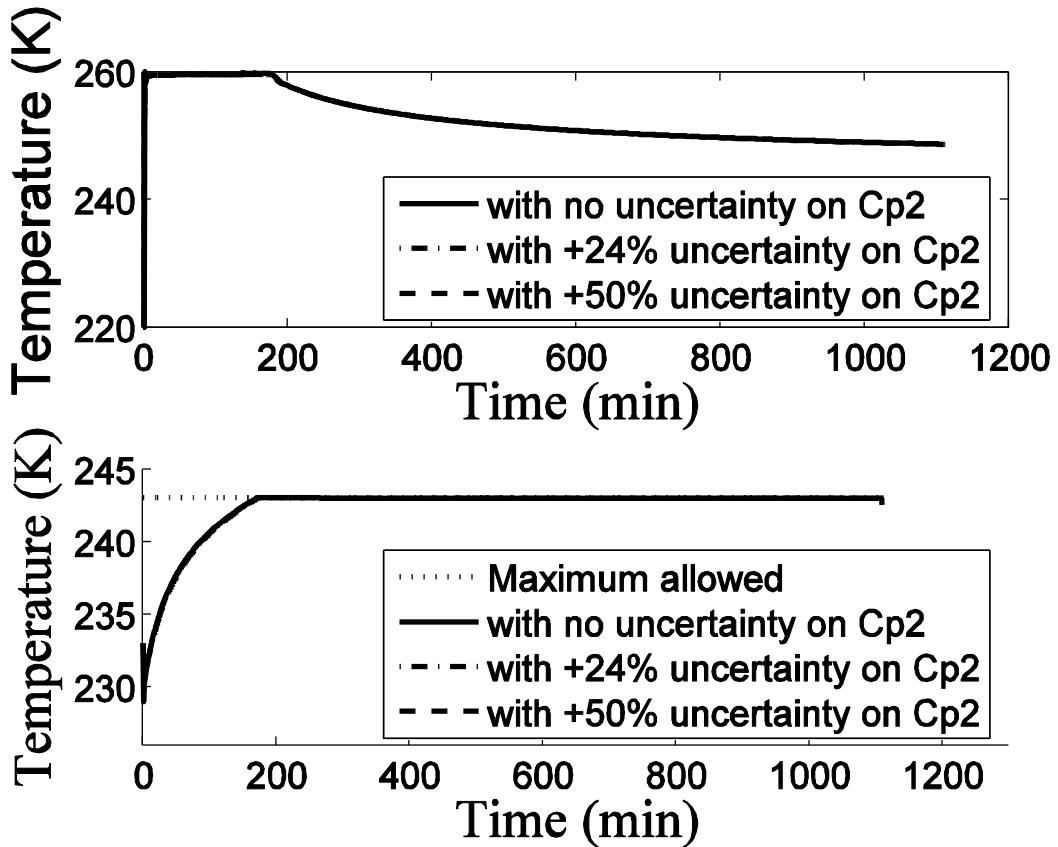 Temperature (K)
260
240
220
0 200 400 600 800 1000 1200
with no uncertainty on Cp2
with +24% uncertainty on Cp2
with +50% uncertainty on Cp2
Time (min)
Temperature (K)
245
240
235
230
0 200 400 600 800 1000 1200
Maximum allowed
with no uncertainty on Cp2
with +24% uncertainty on Cp2
with +50% uncertainty on Cp2
Time (min)